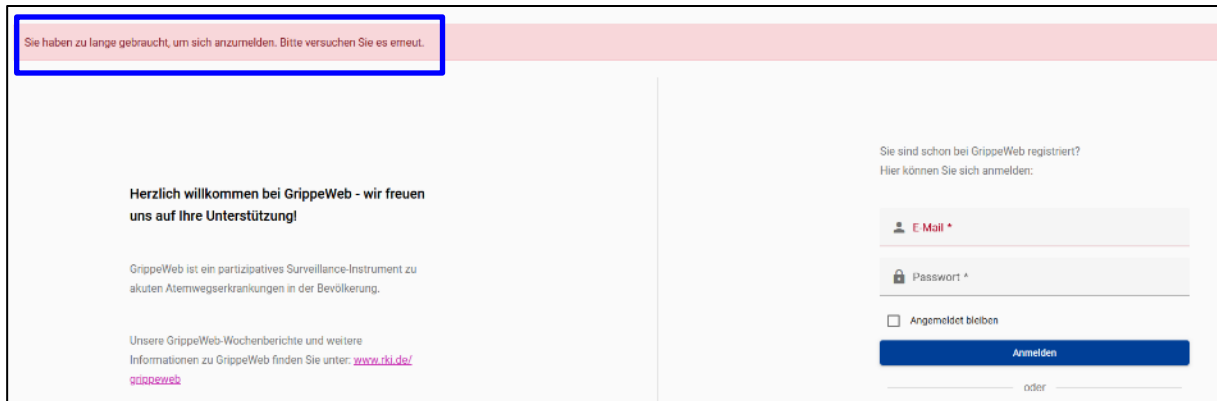 Sie haben zu lange gebraucht, um sich anzumelden. Bitte versuchen Sie es erneut.
Herzlich willkommen bei GrippeWeb - wir freuen
uns auf Ihre Unterstützung!
GrippeWeb ist ein partizipatives Surveillance-Instrument zu
akuten Atemwegserkrankungen in der Bevölkerung.
Unsere GrippeWeb-Wochenberichte und weitere
Informationen zu GrippeWeb finden Sie unter: www.rki.de/
grippeweb
Sie sind schon bei GrippeWeb registriert?
Hier können Sie sich anmelden:
E-Mail *
Passwort *
Angemeldet bleiben
Anmelden
oder